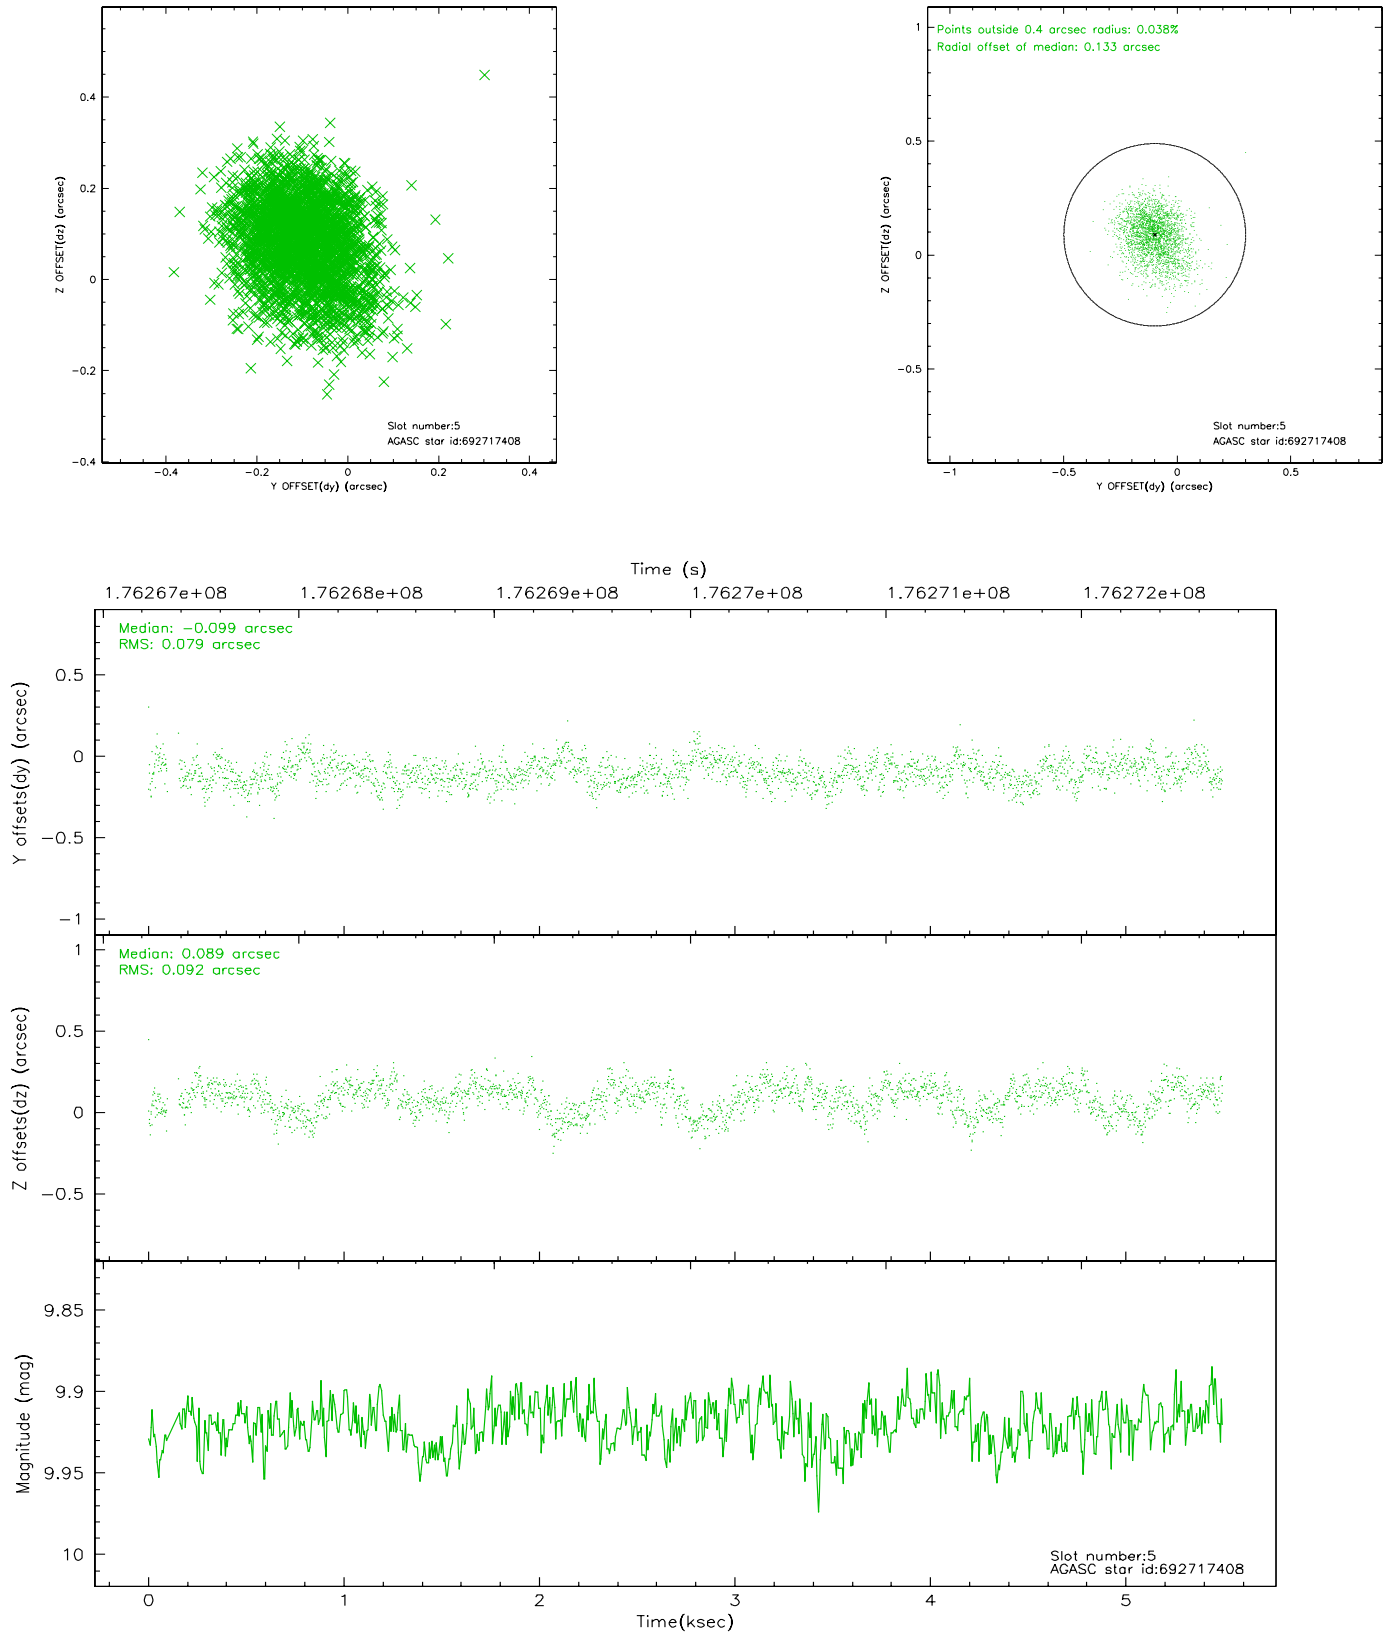 0.4
0.2
0
−0.2
−0.4
−0.4
−0.2
0
0.2
0.4
Z OFFSET(dz) (arcsec)
Y OFFSET(dy) (arcsec)
Slot number:5
AGASC star id:692717408
Points outside 0.4 arcsec radius: 0.038%
Radial offset of median: 0.133 arcsec
1
0.5
0
−0.5
−1
−0.5
0
0.5
Z OFFSET(dz) (arcsec)
Y OFFSET(dy) (arcsec)
Slot number:5
AGASC star id:692717408
Time (s)
1.76267e+08 1.76268e+08 1.76269e+08 1.7627e+08 1.76271e+08 1.76272e+08
Median: −0.099 arcsec
RMS: 0.079 arcsec
0.5
0
−0.5
−1
Y offsets(dy) (arcsec)
Median: 0.089 arcsec
RMS: 0.092 arcsec
1
0.5
0
−0.5
Z offsets(dz) (arcsec)
9.85
9.9
9.95
10
Magnitude (mag)
Slot number:5
AGASC star id:692717408
0 1 2 3 4 5
Time(ksec)